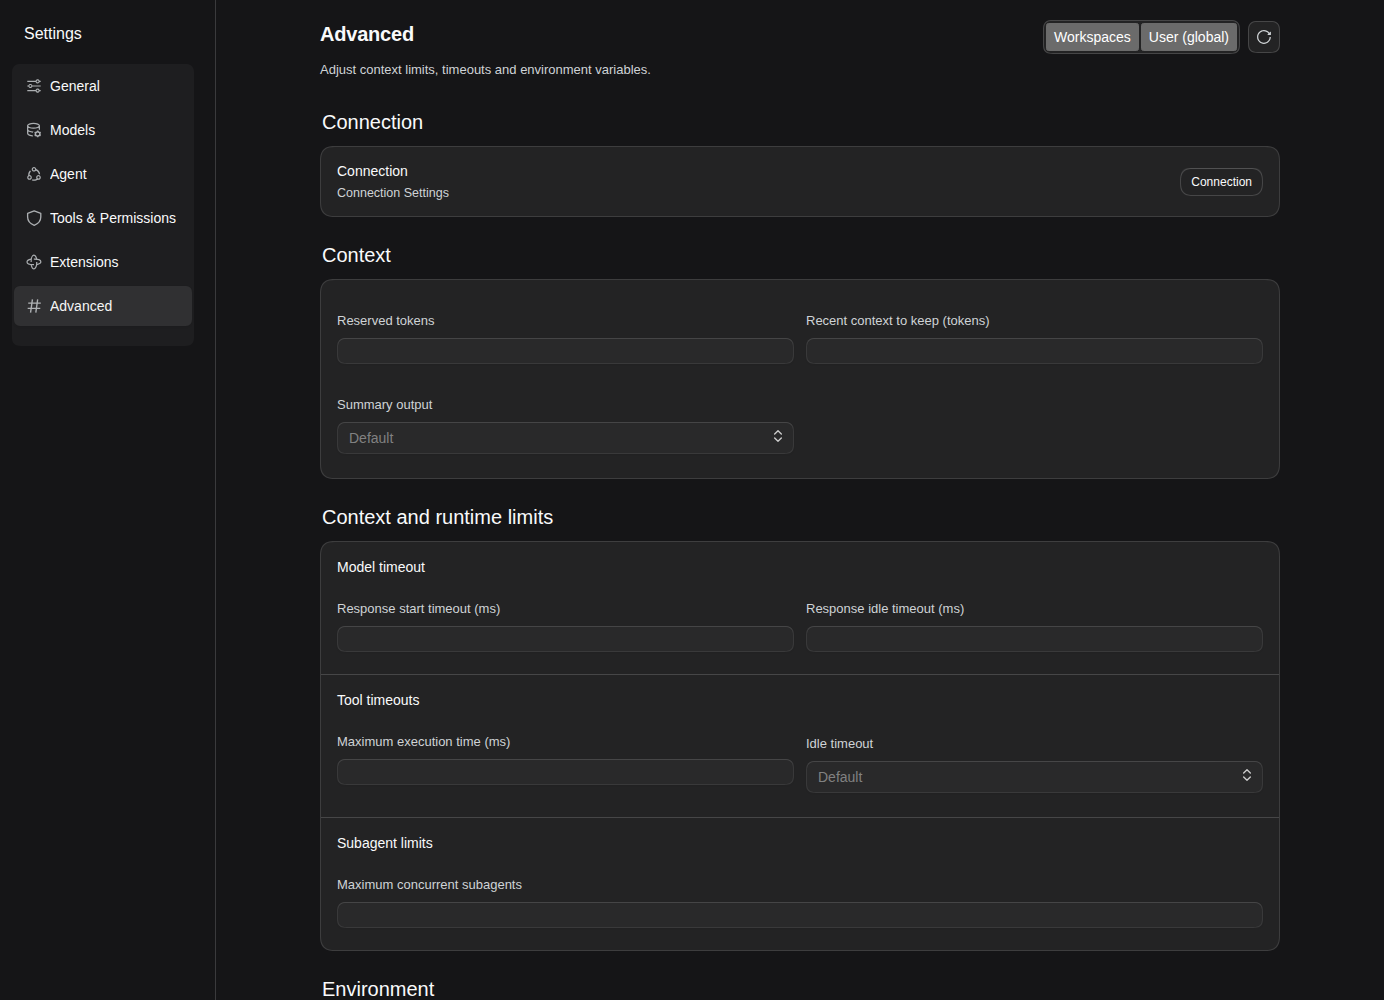 Settings
General
Models
Agent
Tools & Permissions
Extensions
Advanced
Advanced
Workspaces
User (global)
Adjust context limits, timeouts and environment variables.
Connection
Connection
Connection Settings
Connection
Context
Reserved tokens
Recent context to keep (tokens)
Summary output
Default
Context and runtime limits
Model timeout
Response start timeout (ms)
Response idle timeout (ms)
Tool timeouts
Maximum execution time (ms)
Idle timeout
Default
Subagent limits
Maximum concurrent subagents
Environment